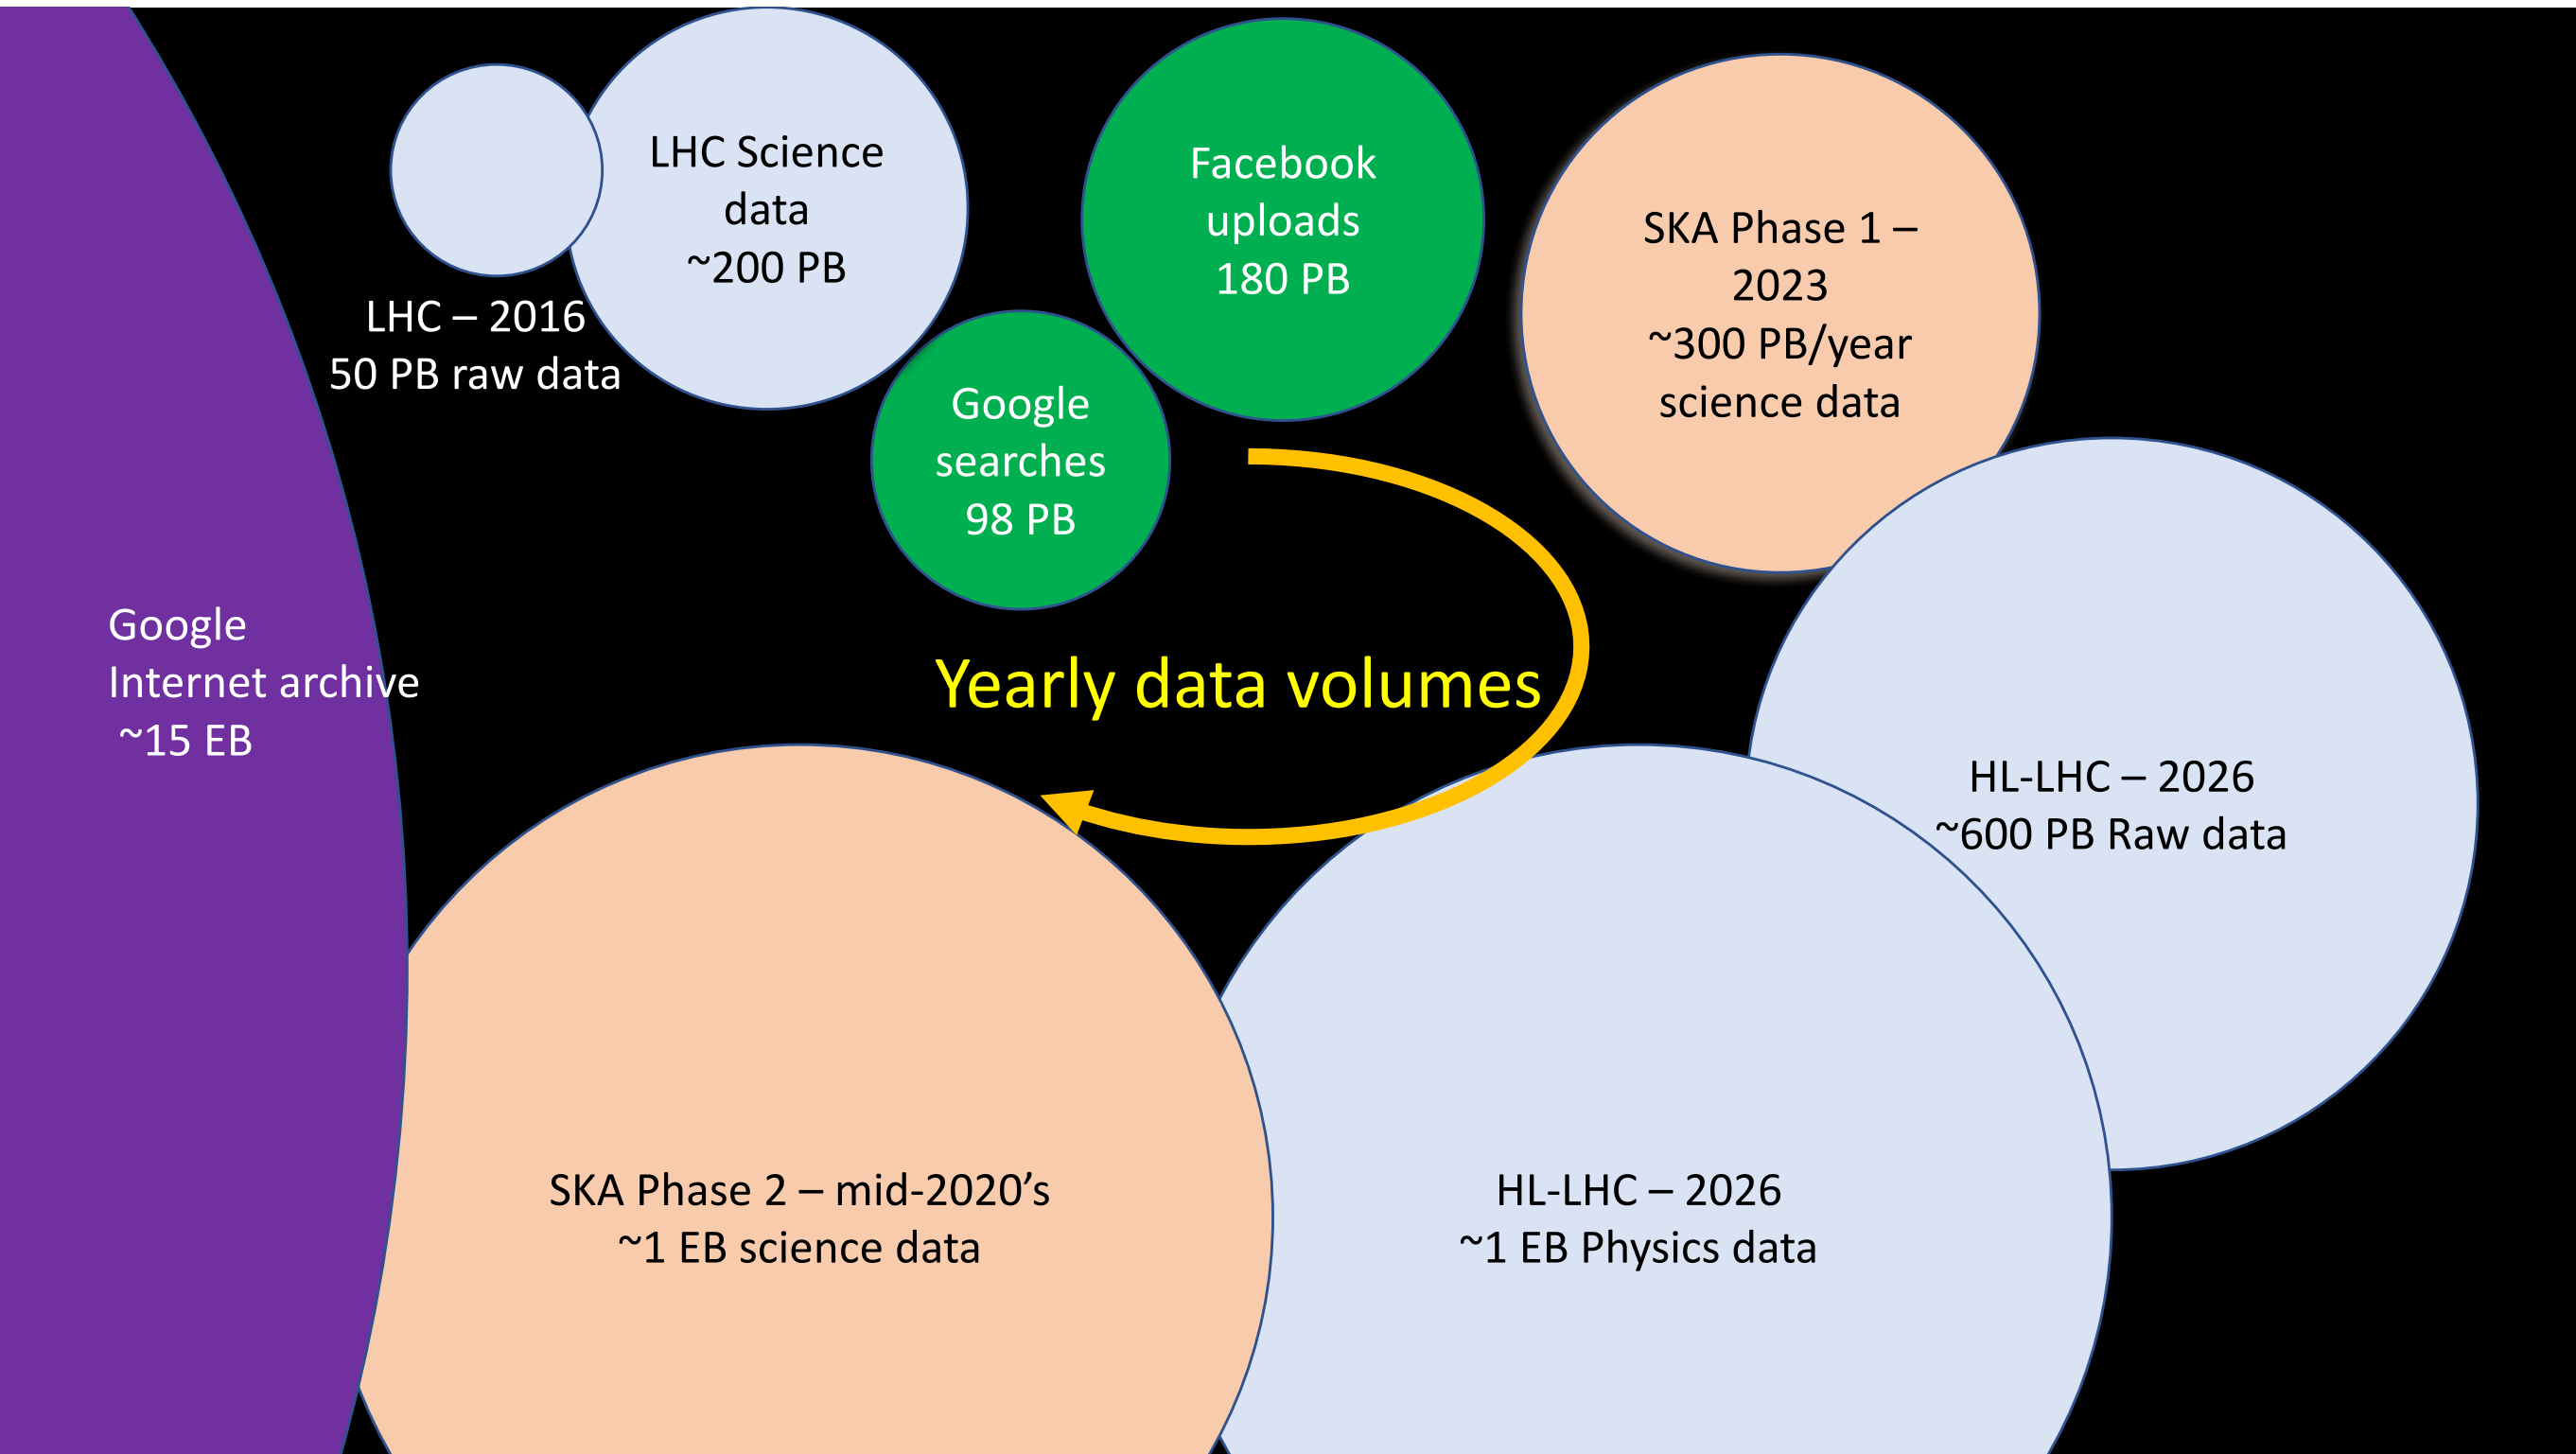 LHC Science
data
~200 PB
Facebook
uploads
180 PB
SKA Phase 1 –
2023
~300 PB/year
science data
LHC – 2016
50 PB raw data
Google
searches
98 PB
Google
Internet archive
~15 EB
Yearly data volumes
HL-LHC – 2026
~600 PB Raw data
SKA Phase 2 – mid-2020’s
~1 EB science data
HL-LHC – 2026
~1 EB Physics data